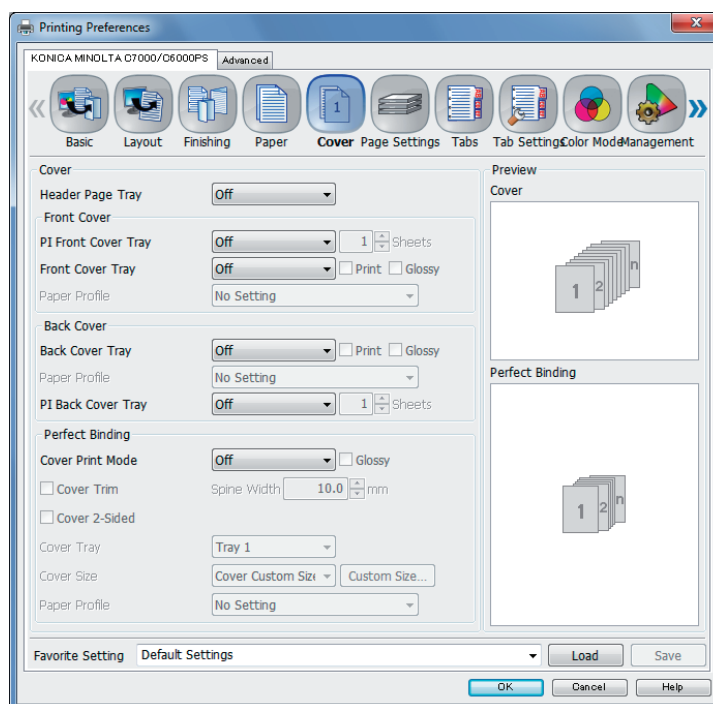 Printing Preferences
KONICA MINOLTA C7000/C6000PS Advanced
1
Basic Layout Finishing Paper Cover Page Settings Tabs Tab Settings Color Mode Management
Cover
Header Page Tray Off
Front Cover
PI Front Cover Tray Off 1 Sheets
Front Cover Tray Off Print Glossy
Paper Profile No Setting
Back Cover
Back Cover Tray Off Print Glossy
Paper Profile No Setting
PI Back Cover Tray Off 1 Sheets
Perfect Binding
Cover Print Mode Off Glossy
Cover Trim Spine Width 10.0 mm
Cover 2-Sided
Cover Tray Tray 1
Cover Size Cover Custom Size Custom Size...
Paper Profile No Setting
Preview
Cover
1 2 n
Perfect Binding
1 2 n
Favorite Setting Default Settings Load Save
OK Cancel Help